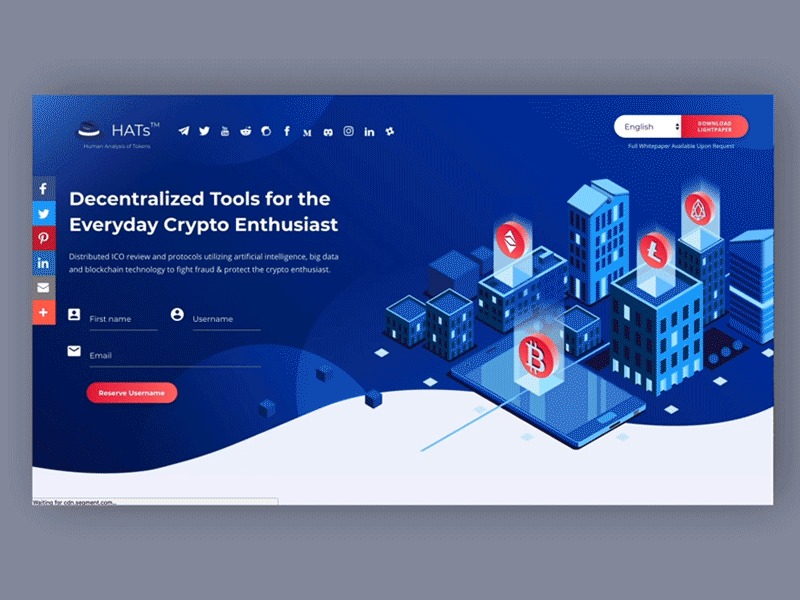 HATs™
Human Analysis of Tokens
English
DOWNLOAD
LIGHTPAPER
Full Whitepaper Available Upon Request
Decentralized Tools for the
Everyday Crypto Enthusiast
Distributed ICO review and protocols utilizing artificial intelligence, big data
and blockchain technology to fight fraud & protect the crypto enthusiast.
First name
Username
Email
Reserve Username
Waiting for cdn.segment.com...